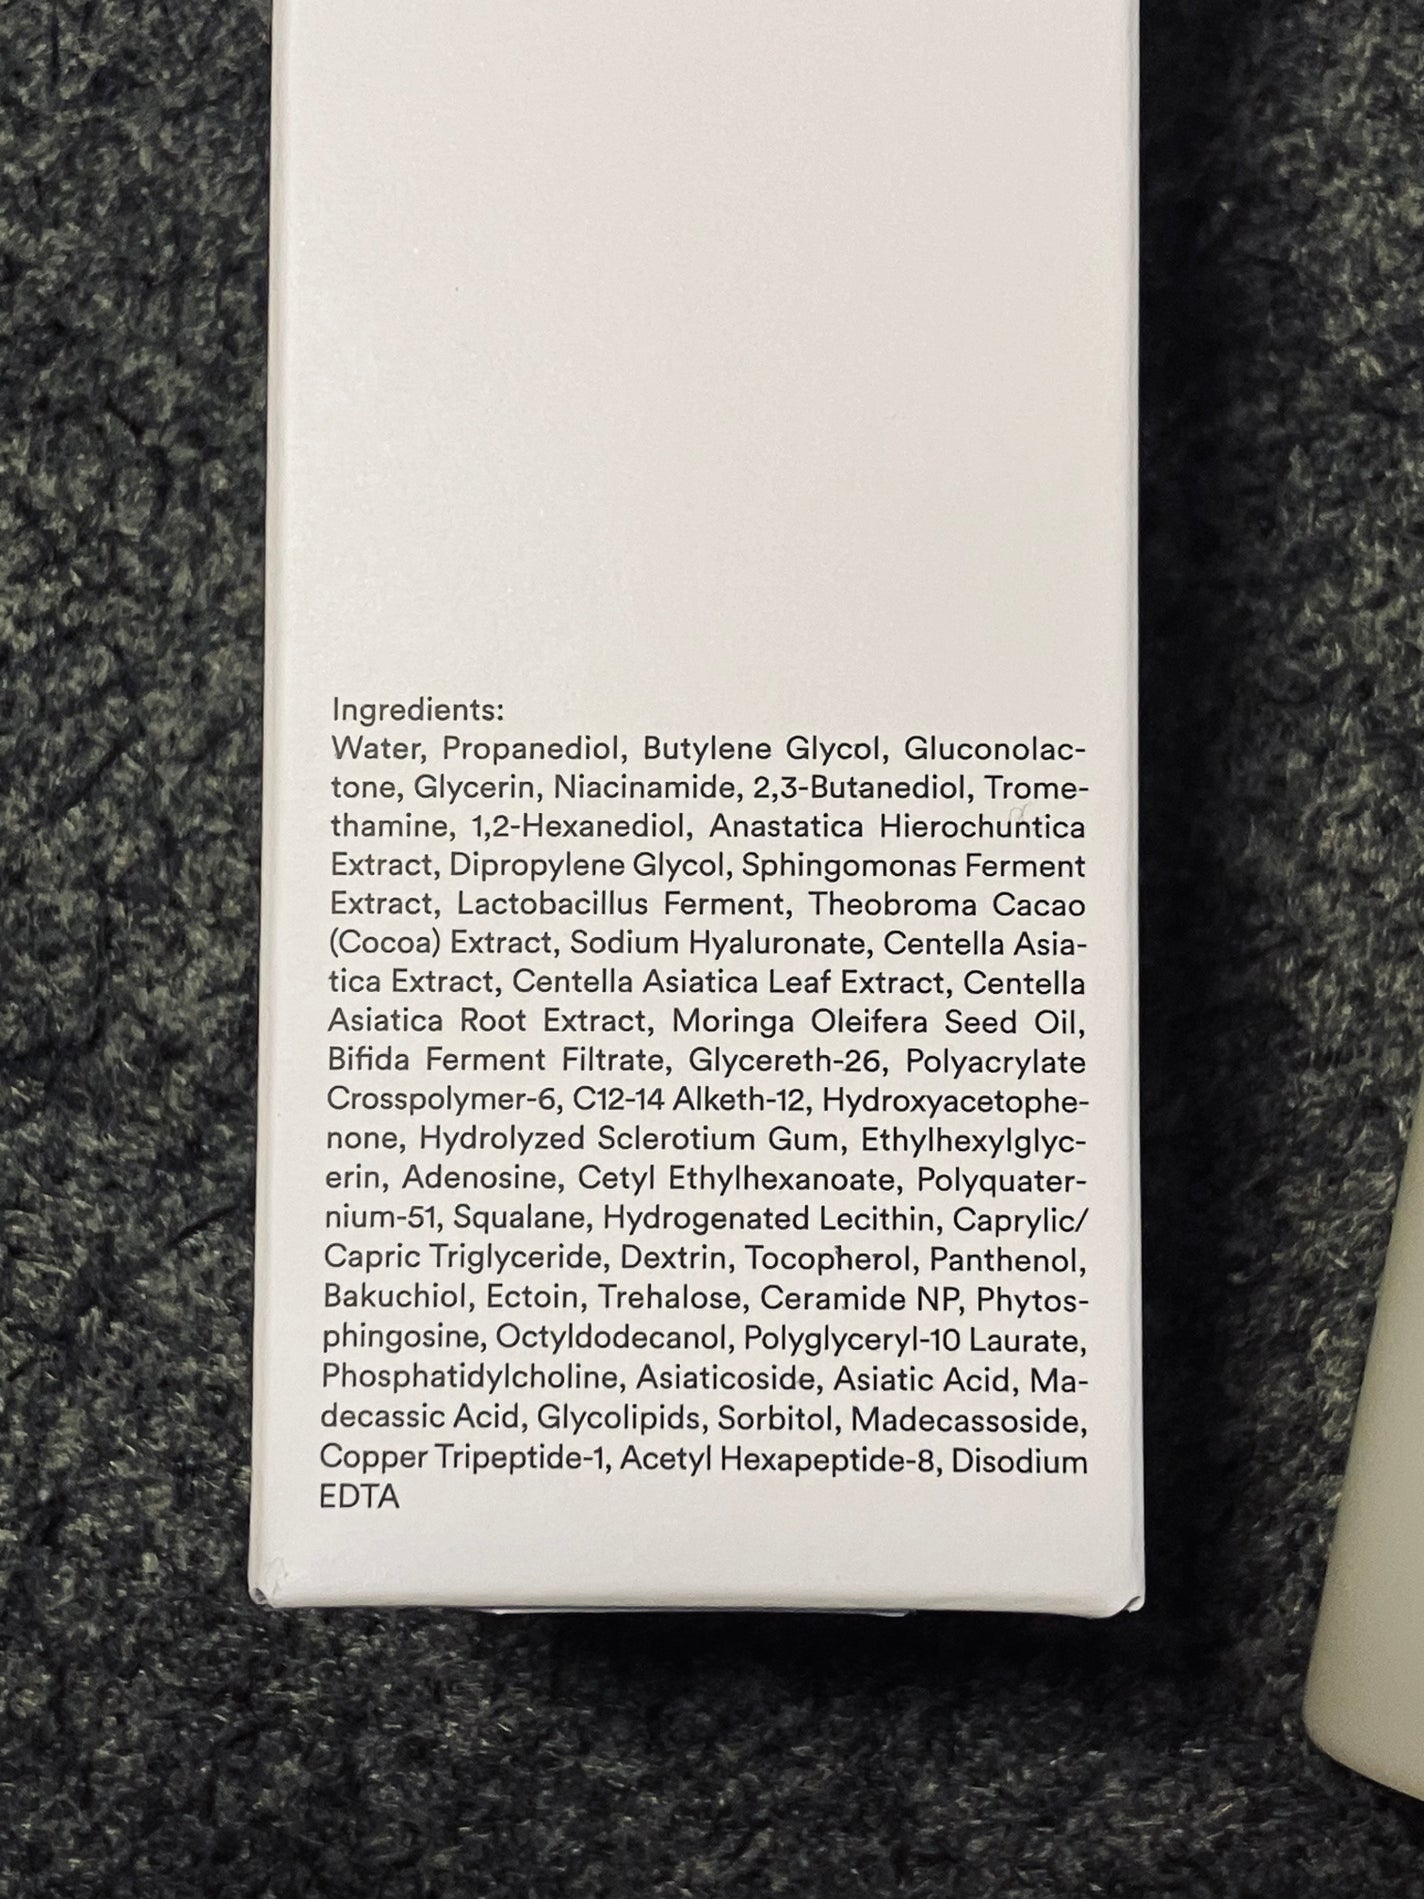 Ingredients:
Water, Propanediol, Butylene Glycol, Gluconolac-
tone, Glycerin, Niacinamide, 2,3-Butanediol, Trome-
thamine, 1,2-Hexanediol, Anastatica Hierochuntica
Extract, Dipropylene Glycol, Sphingomonas Ferment
Extract, Lactobacillus Ferment, Theobroma Cacao
(Cocoa) Extract, Sodium Hyaluronate, Centella Asia-
tica Extract, Centella Asiatica Leaf Extract, Centella
Asiatica Root Extract, Moringa Oleifera Seed Oil,
Bifida Ferment Filtrate, Glycereth-26, Polyacrylate
Crosspolymer-6, C12-14 Alketh-12, Hydroxyacetophe-
none, Hydrolyzed Sclerotium Gum, Ethylhexylglyc-
erin, Adenosine, Cetyl Ethylhexanoate, Polyquater-
nium-51, Squalane, Hydrogenated Lecithin, Caprylic/
Capric Triglyceride, Dextrin, Tocopherol, Panthenol,
Bakuchiol, Ectoin, Trehalose, Ceramide NP, Phytos-
phingosine, Octyldodecanol, Polyglyceryl-10 Laurate,
Phosphatidylcholine, Asiaticoside, Asiatic Acid, Ma-
decassic Acid, Glycolipids, Sorbitol, Madecassoside,
Copper Tripeptide-1, Acetyl Hexapeptide-8, Disodium
EDTA